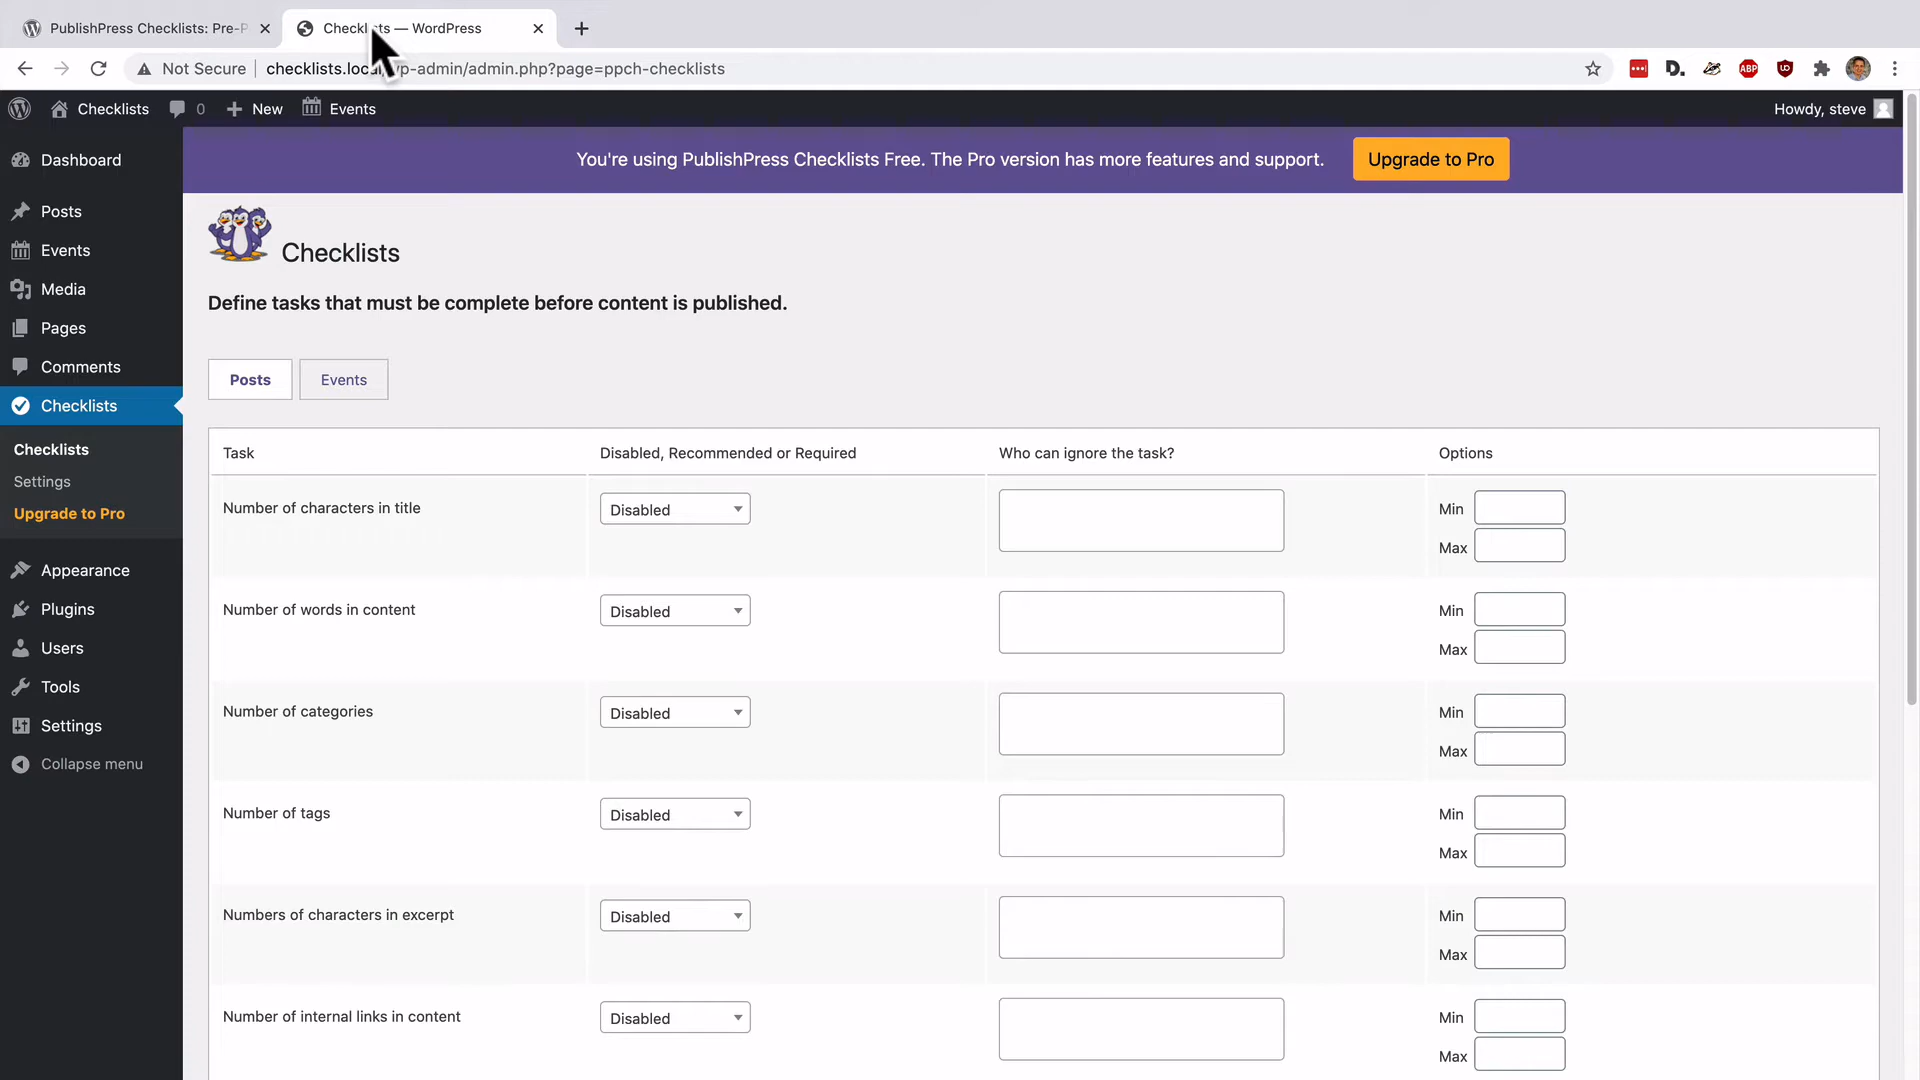 PublishPress Checklists: Pre-P
Checklists — WordPress
Not Secure
checklists.local/wp-admin/admin.php?page=ppch-checklists
ABP
Checklists
0
New
Events
Howdy, steve
Dashboard
Posts
Events
Media
Pages
Comments
Checklists
Checklists
Settings
Upgrade to Pro
Appearance
Plugins
Users
Tools
Settings
Collapse menu
You're using PublishPress Checklists Free. The Pro version has more features and support.
Upgrade to Pro
Checklists
Define tasks that must be complete before content is published.
Posts
Events
Task
Disabled, Recommended or Required
Who can ignore the task?
Options
Number of characters in title
Disabled
Min
Max
Number of words in content
Disabled
Min
Max
Number of categories
Disabled
Min
Max
Number of tags
Disabled
Min
Max
Numbers of characters in excerpt
Disabled
Min
Max
Number of internal links in content
Disabled
Min
Max